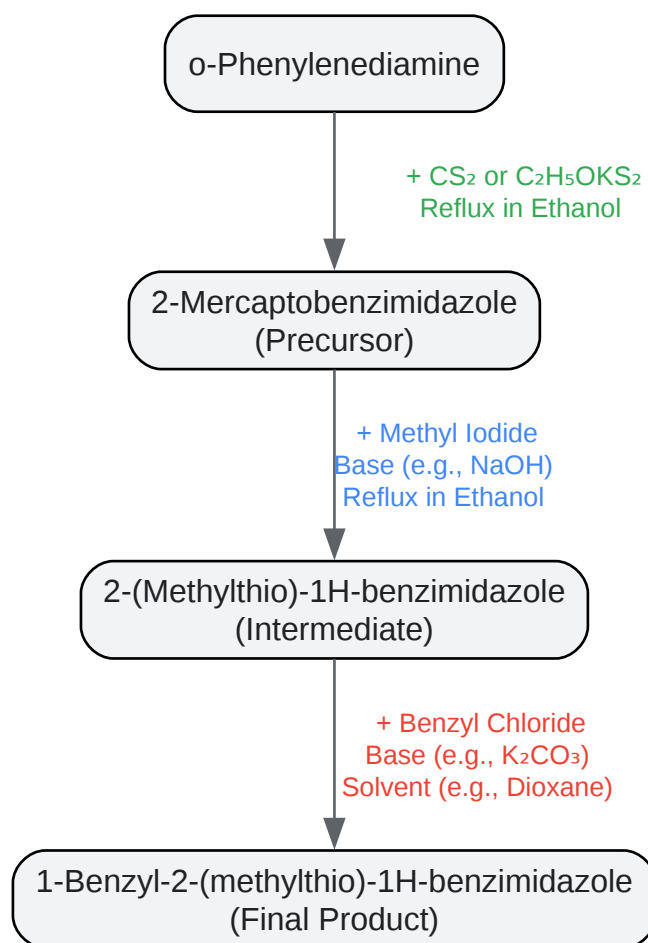 o-Phenylenediamine
+ CS₂ or C₂H₅OKS₂
Reflux in Ethanol
2-Mercaptobenzimidazole
(Precursor)
+ Methyl Iodide
Base (e.g., NaOH)
Reflux in Ethanol
2-(Methylthio)-1H-benzimidazole
(Intermediate)
+ Benzyl Chloride
Base (e.g., K₂CO₃)
Solvent (e.g., Dioxane)
1-Benzyl-2-(methylthio)-1H-benzimidazole
(Final Product)